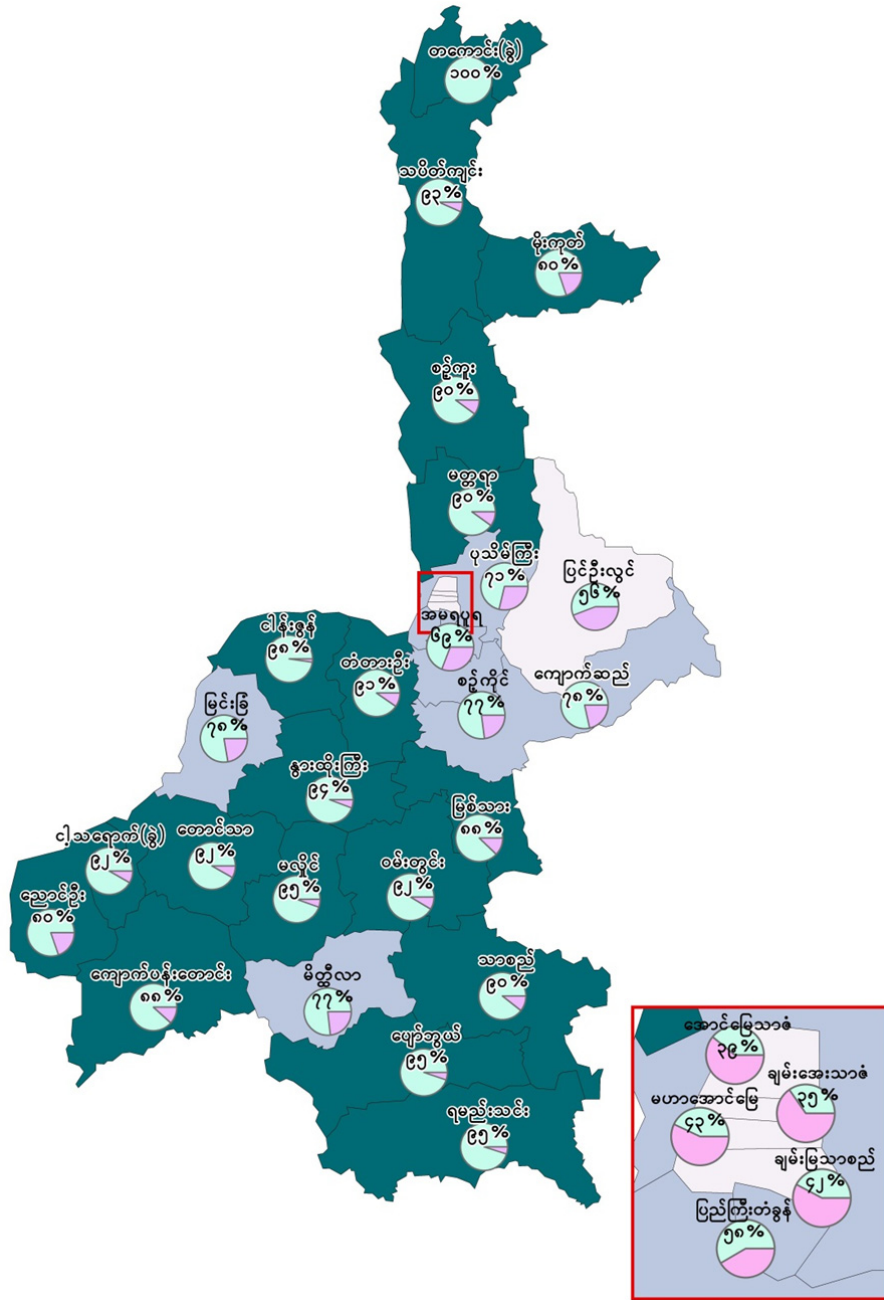 တကောင်း(ခွဲ)
၁၀၀%
သပိတ်ကျင်း
၉၃%
မိုးကုတ်
၈၀%
စဥ့်ကူး
၉၀%
မတ္တရာ
၉၀%
ပုသိမ်ကြီး
၇၁%
ပြင်ဦးလွင်
၅၆%
အမရပူရ
၆၉%
ငါန်းဇွန်
၉၈%
တံတားဦး
၉၁%
စဥ့်ကိုင်
၇၇%
ကျောက်ဆည်
၇၈%
မြင်းခြံ
၇၈%
နွားထိုးကြီး
၉၄%
မြစ်သား
၈၈%
ငါ့သရောက်(ခွဲ)
၉၂%
တောင်သာ
၉၂%
မလှိုင်
၉၅%
ဝမ်းတွင်း
၉၂%
ညောင်ဦး
၈၀%
ကျောက်ပန်းတောင်း
၈၈%
မိတ္ထီလာ
၇၇%
သာစည်
၉၀%
ပျော်ဘွယ်
၉၅%
ရမည်းသင်း
၉၅%
အောင်မြေသာဇံ
၃၉%
ချမ်းအေးသာဇံ
၃၅%
မဟာအောင်မြေ
၄၃%
ချမ်းမြသာစည်
၄၂%
ပြည်ကြီးတံခွန်
၅၈%